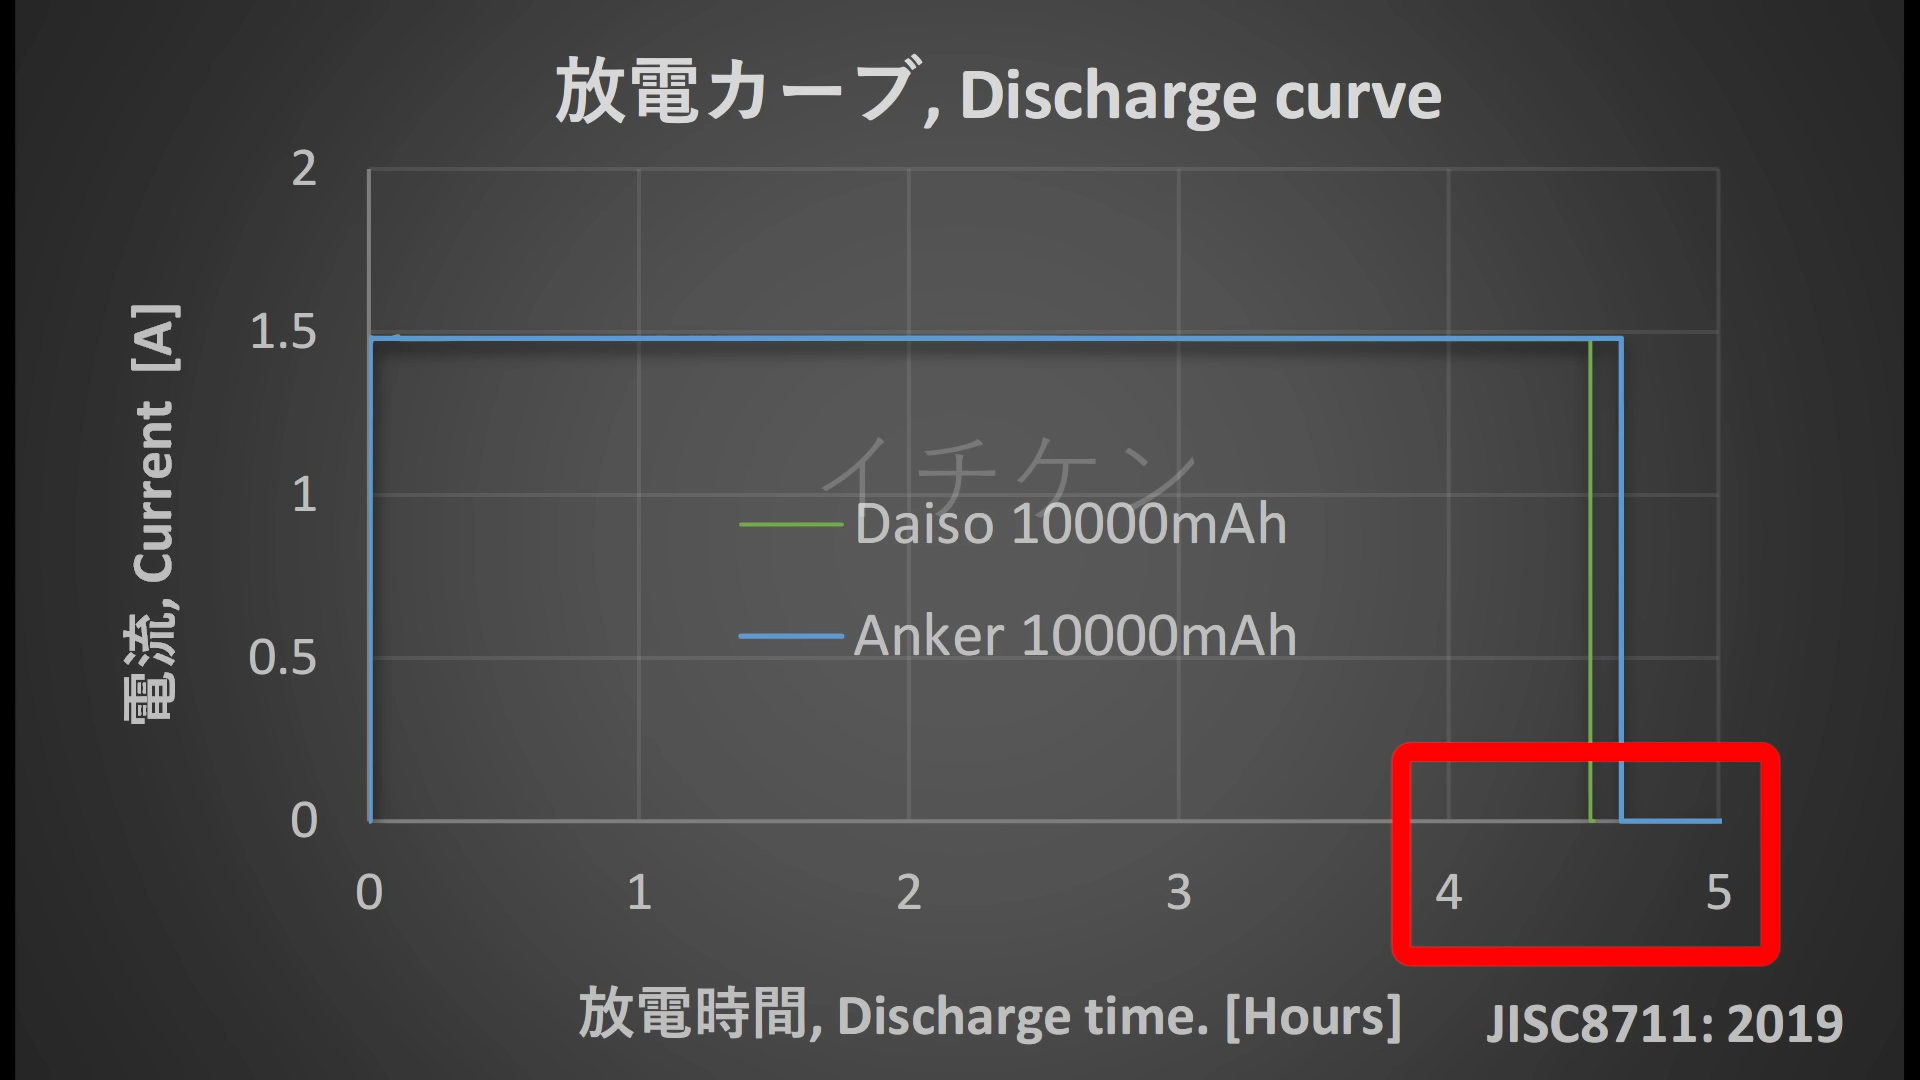 放電カーブ, Discharge curve
2
1.5
1
0.5
0
電流, Current [A]
イチケン
Daiso 10000mAh
Anker 10000mAh
0 1 2 3 4 5
放電時間, Discharge time. [Hours]
JISC8711: 2019